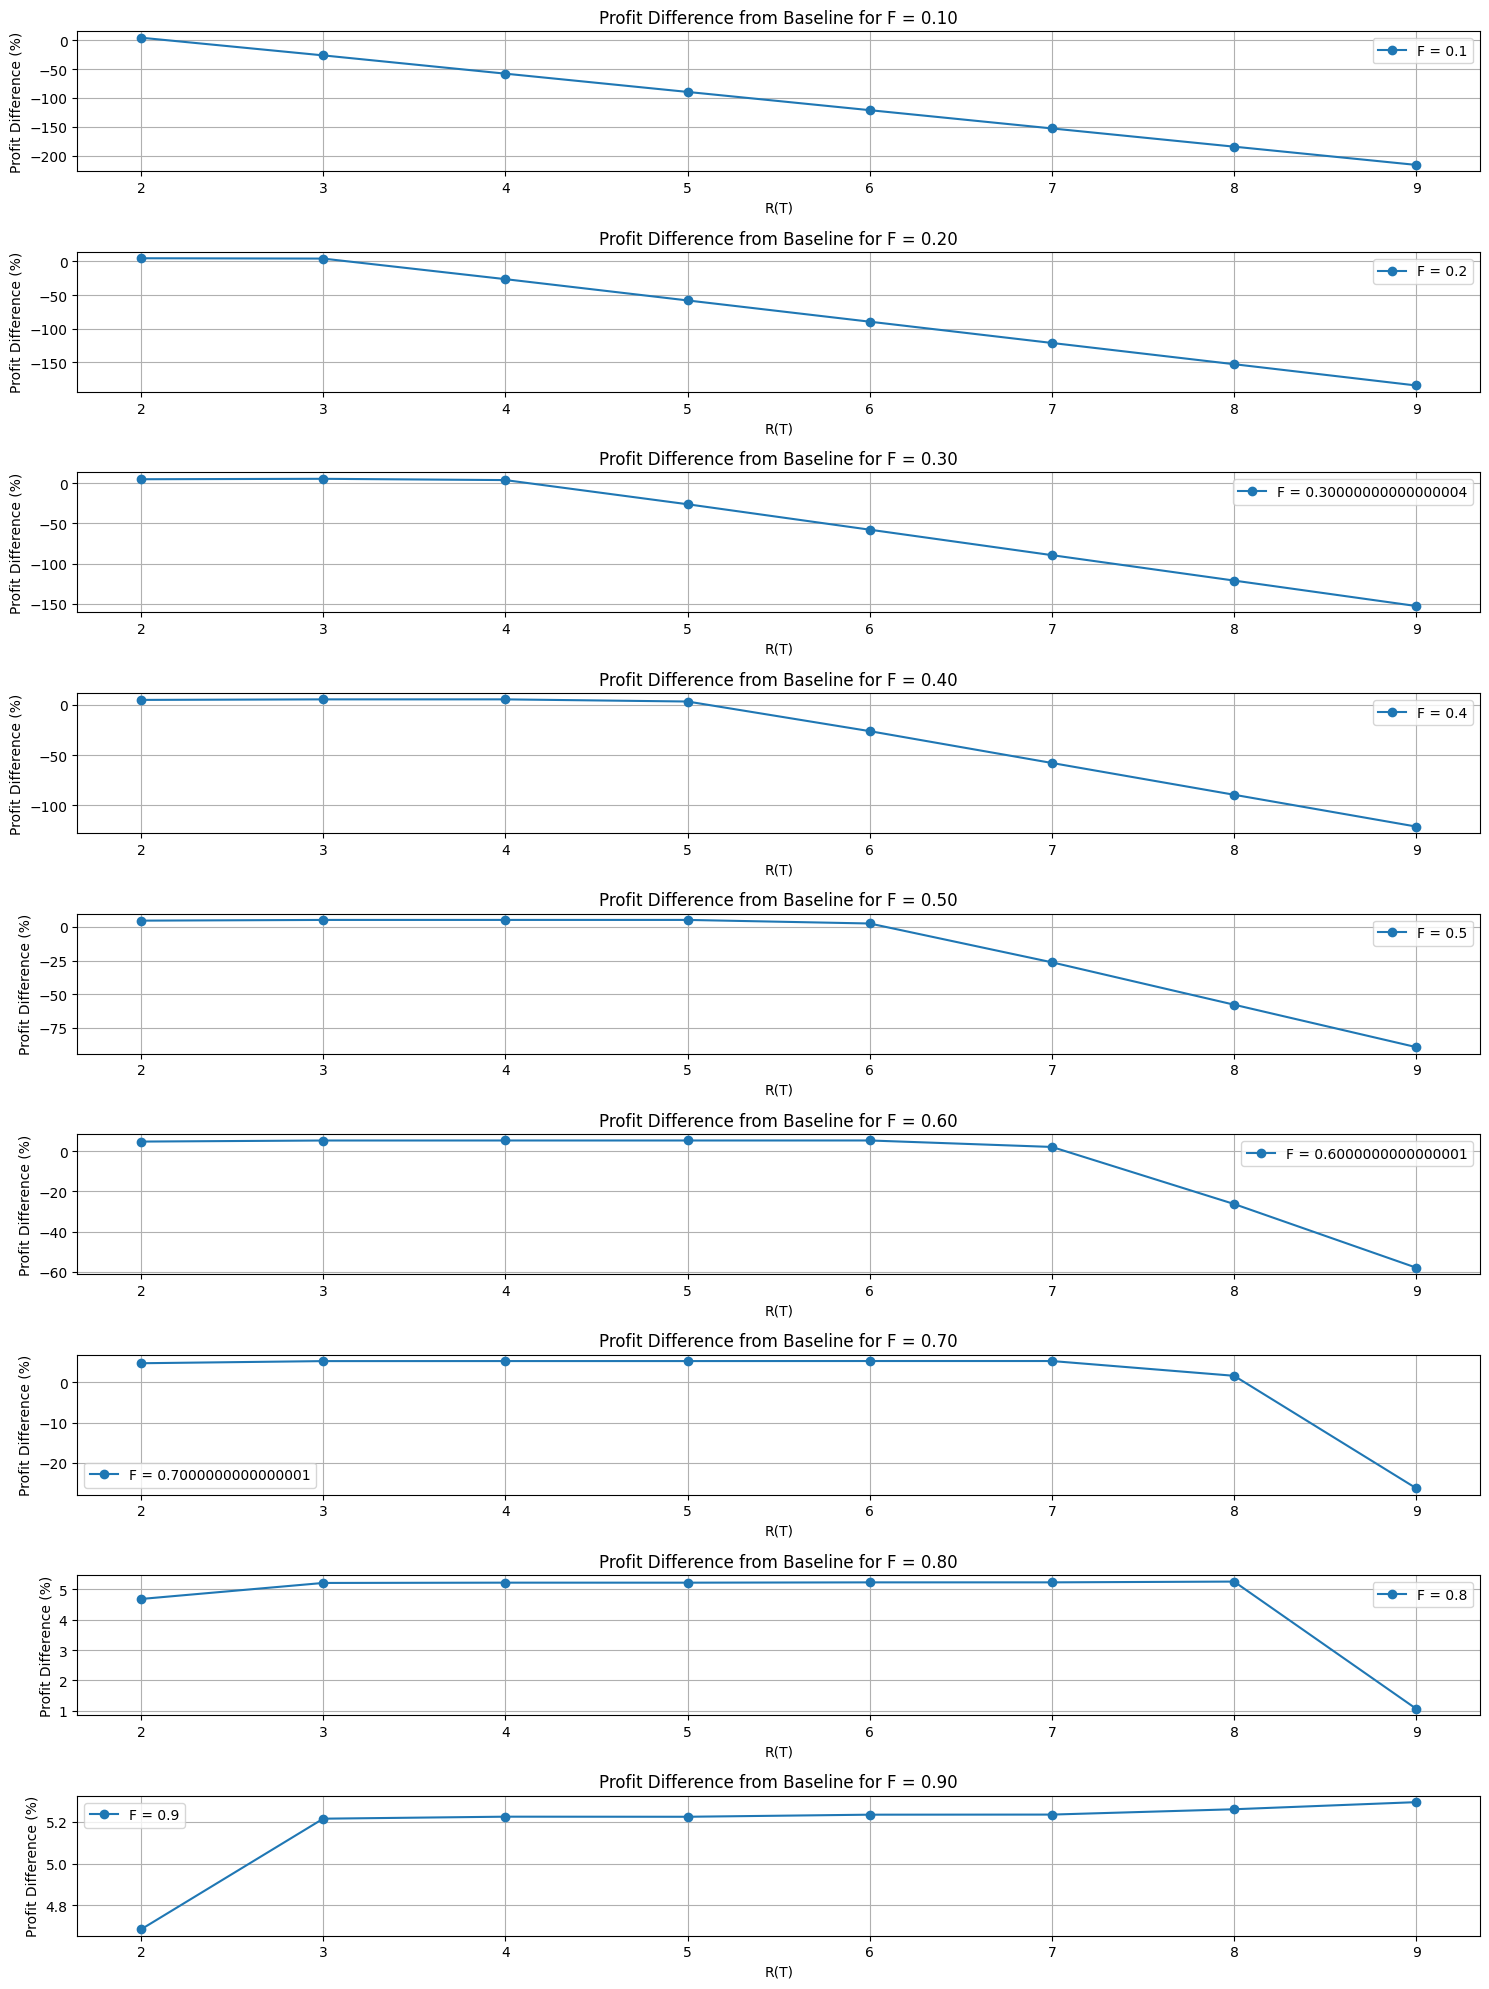 Profit Difference from Baseline for F = 0.10
Profit Difference (%)
0
−50
−100
−150
−200
F = 0.1
2 3 4 5 6 7 8 9
R(T)
Profit Difference from Baseline for F = 0.20
Profit Difference (%)
0
−50
−100
−150
F = 0.2
2 3 4 5 6 7 8 9
R(T)
Profit Difference from Baseline for F = 0.30
Profit Difference (%)
0
−50
−100
−150
F = 0.30000000000000004
2 3 4 5 6 7 8 9
R(T)
Profit Difference from Baseline for F = 0.40
Profit Difference (%)
0
−50
−100
F = 0.4
2 3 4 5 6 7 8 9
R(T)
Profit Difference from Baseline for F = 0.50
Profit Difference (%)
0
−25
−50
−75
F = 0.5
2 3 4 5 6 7 8 9
R(T)
Profit Difference from Baseline for F = 0.60
Profit Difference (%)
0
−20
−40
−60
F = 0.6000000000000001
2 3 4 5 6 7 8 9
R(T)
Profit Difference from Baseline for F = 0.70
Profit Difference (%)
0
−10
−20
F = 0.7000000000000001
2 3 4 5 6 7 8 9
R(T)
Profit Difference from Baseline for F = 0.80
Profit Difference (%)
5
4
3
2
1
F = 0.8
2 3 4 5 6 7 8 9
R(T)
Profit Difference from Baseline for F = 0.90
Profit Difference (%)
5.2
5.0
4.8
F = 0.9
2 3 4 5 6 7 8 9
R(T)